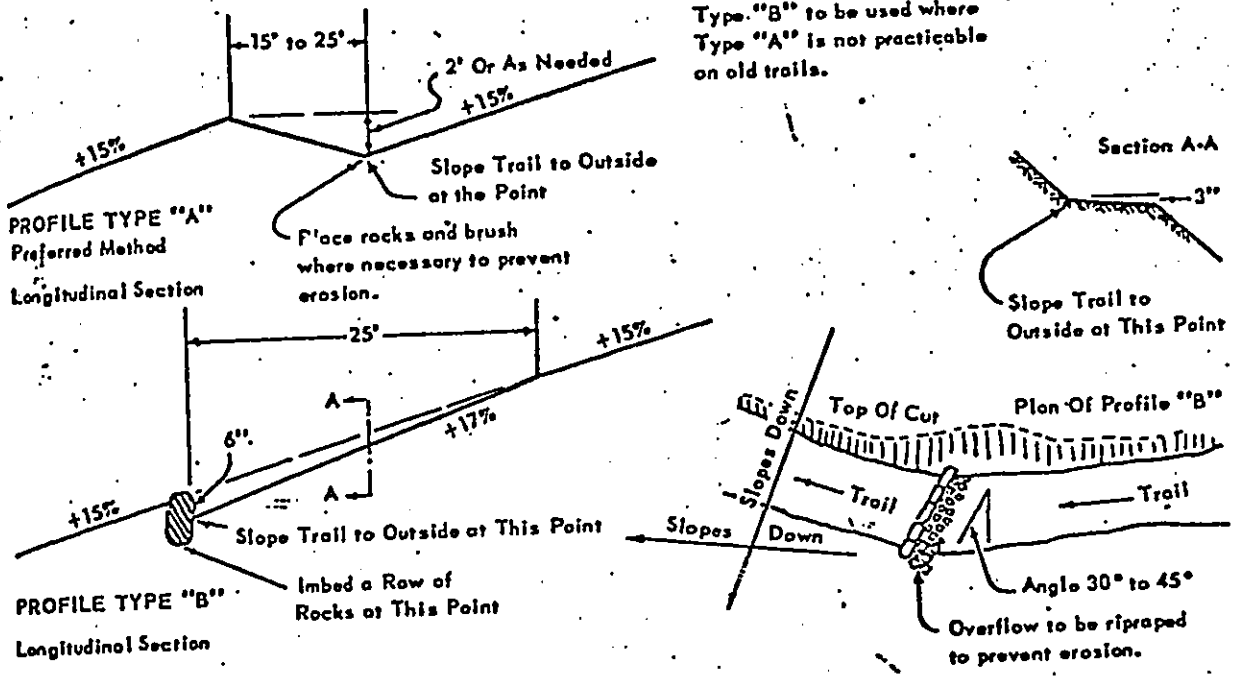 Type "B" to be used where
Type "A" is not practicable
on old trails.
15' to 25'
2' Or As Needed
+15%
+15%
Slope Trail to Outside
at the Point
PROFILE TYPE "A"
Preferred Method
Longitudinal Section
Place rocks and brush
where necessary to prevent
erosion.
Section A-A
3"
Slope Trail to
Outside at This Point
25'
+15%
A
+17%
6"
A
+15%
Slope Trail to Outside at This Point
Imbed a Row of
Rocks at This Point
PROFILE TYPE "B"
Longitudinal Section
Top Of Cut
Plan Of Profile "B"
Slopes Down
Trail
Trail
Slopes Down
Angle 30° to 45°
Overflow to be ripraped
to prevent erosion.